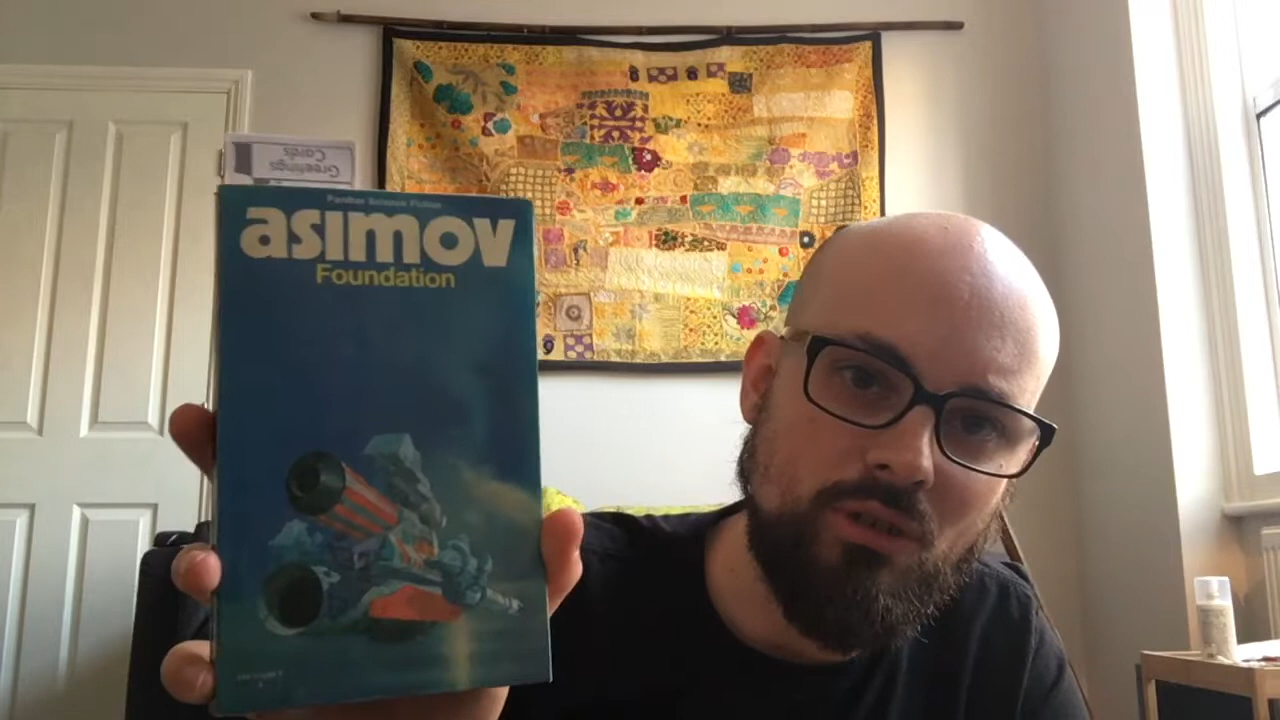 Greetings
Cards
Panther Science Fiction
asimov
Foundation